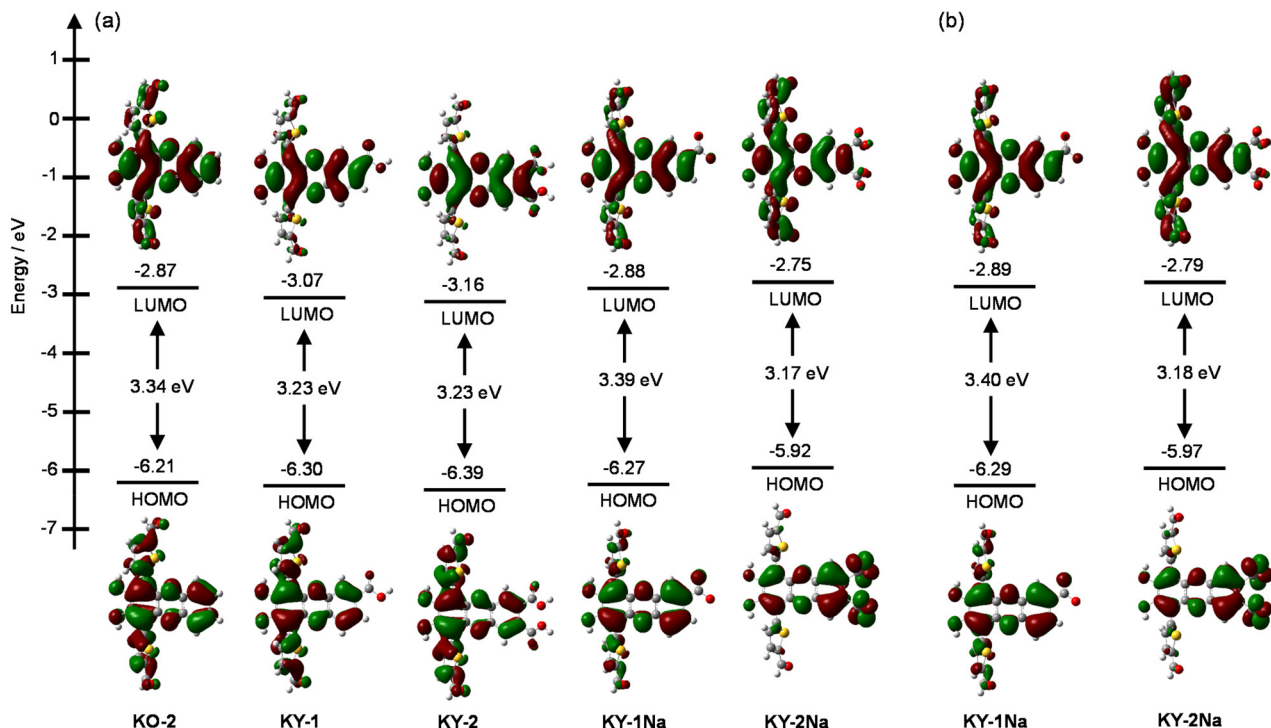 (a)
(b)
Energy / eV
1
0
-1
-2
-3
-4
-5
-6
-7
-2.87
LUMO
3.34 eV
-6.21
HOMO
KO-2
-3.07
LUMO
3.23 eV
-6.30
HOMO
KY-1
-3.16
LUMO
3.23 eV
-6.39
HOMO
KY-2
-2.88
LUMO
3.39 eV
-6.27
HOMO
KY-1Na
-2.75
LUMO
3.17 eV
-5.92
HOMO
KY-2Na
-2.89
LUMO
3.40 eV
-6.29
HOMO
KY-1Na
-2.79
LUMO
3.18 eV
-5.97
HOMO
KY-2Na